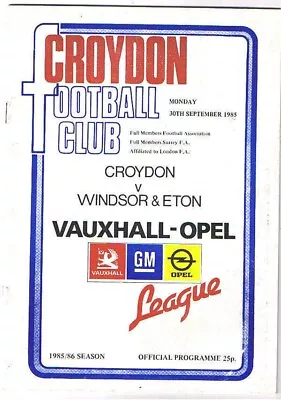 CROYDON
FOOTBALL
CLUB
MONDAY
30TH SEPTEMBER 1985
Full Members Football Association
Full Members Surrey F.A.
Affiliated to London F.A.
CROYDON
v
WINDSOR & ETON
VAUXHALL-OPEL
VAUXHALL
GM
OPEL
League
1985/86 SEASON
OFFICIAL PROGRAMME 25p.